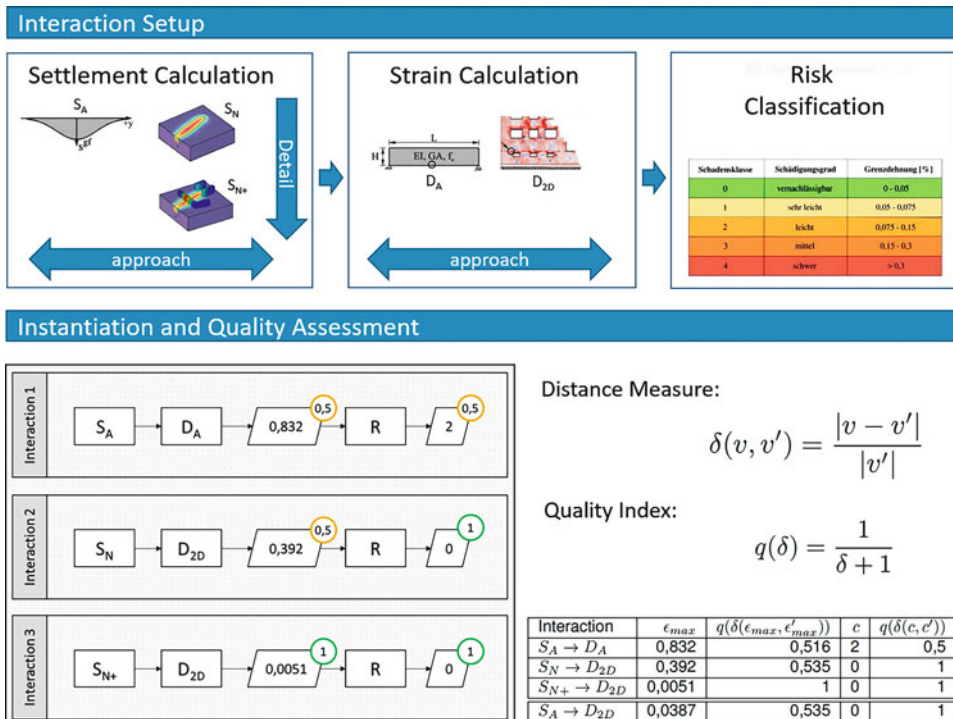 Interaction Setup
Settlement Calculation
S_A
+y
s^gf
S_N
S_N+
Detail
approach
Strain Calculation
L
H
EI, GA, f_s
D_A
D_2D
approach
Risk
Classification
Schadensklasse Schädigungsgrad Grenzdehnung [%]
0 vernachlässigbar 0 - 0,05
1 sehr leicht 0,05 - 0,075
2 leicht 0,075 - 0,15
3 mittel 0,15 - 0,3
4 schwer > 0,3
Instantiation and Quality Assessment
Interaction 1
S_A D_A 0,832 0,5 R 2 0,5
Interaction 2
S_N D_2D 0,392 0,5 R 0 1
Interaction 3
S_N+ D_2D 0,0051 1 R 0 1
Distance Measure:
δ(v, v′) = |v − v′| / |v′|
Quality Index:
q(δ) = 1 / (δ + 1)
Interaction ϵ_max q(δ(ϵ_max, ϵ′_max)) c q(δ(c, c′))
S_A → D_A 0,832 0,516 2 0,5
S_N → D_2D 0,392 0,535 0 1
S_N+ → D_2D 0,0051 1 0 1
S_A → D_2D 0,0387 0,535 0 1